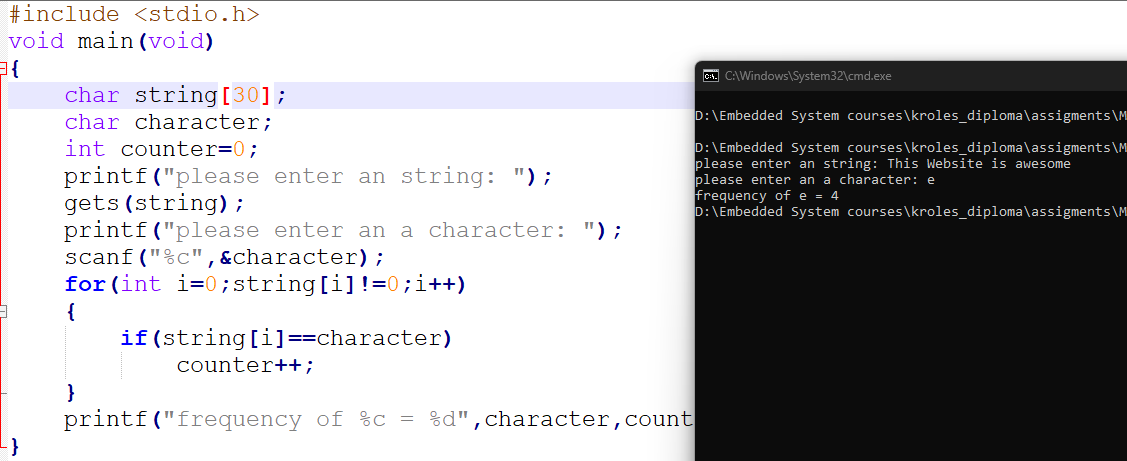 #include <stdio.h>
void main(void)
{
char string[30];
char character;
int counter=0;
printf("please enter an string: ");
gets(string);
printf("please enter an a character: ");
scanf("%c",&character);
for(int i=0;string[i]!=0;i++)
{
if(string[i]==character)
counter++;
}
printf("frequency of %c = %d",character,count
}
C:\Windows\System32\cmd.exe
D:\Embedded System courses\kroles_diploma\assigments\M
D:\Embedded System courses\kroles_diploma\assigments\M
please enter an string: This Website is awesome
please enter an a character: e
frequency of e = 4
D:\Embedded System courses\kroles_diploma\assigments\M